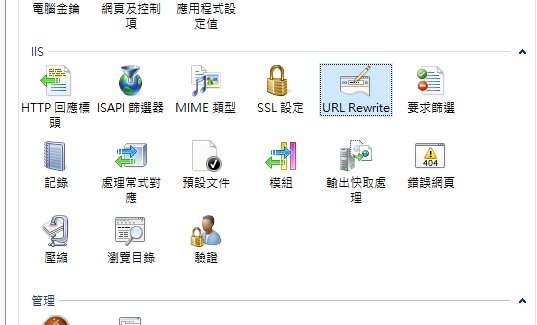 電腦金鑰 網頁及控制 應用程式設
項 定值
IIS
HTTP 回應標 ISAPI 篩選器 MIME 類型 SSL 設定 URL Rewrite 要求篩選
頭
記錄 處理常式對 預設文件 模組 輸出快取處 錯誤網頁
應 理
404
壓縮 瀏覽目錄 驗證
管理